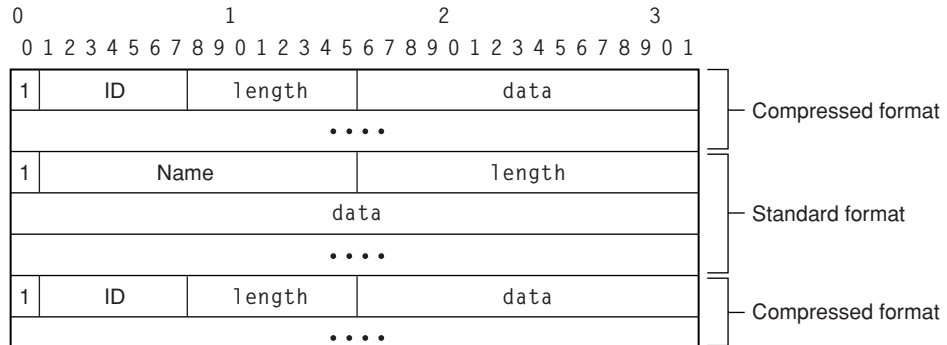 0 1 2 3
0 1 2 3 4 5 6 7 8 9 0 1 2 3 4 5 6 7 8 9 0 1 2 3 4 5 6 7 8 9 0 1
1 ID length data
Compressed format
• • • •
1 Name length
data
Standard format
• • • •
1 ID length data
Compressed format
• • • •